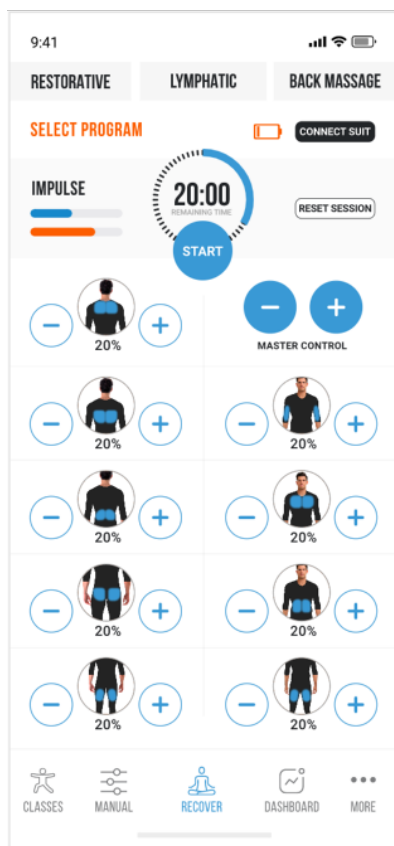 9:41
RESTORATIVE LYMPHATIC BACK MASSAGE
SELECT PROGRAM CONNECT SUIT
IMPULSE
20:00
REMAINING TIME
RESET SESSION
START
20%
MASTER CONTROL
20% 20%
20% 20%
20% 20%
20% 20%
CLASSES MANUAL RECOVER DASHBOARD MORE